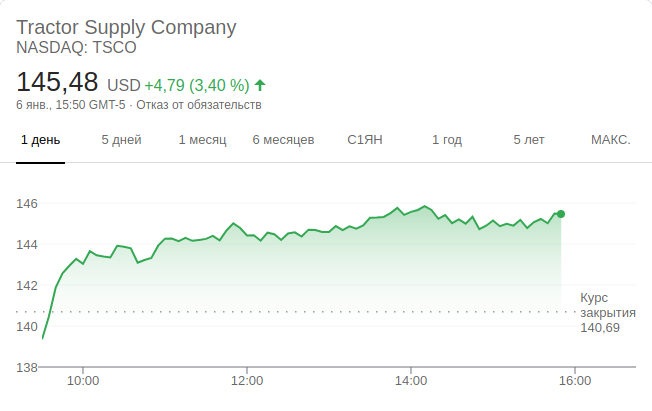 Tractor Supply Company
NASDAQ: TSCO
145,48 USD +4,79 (3,40 %)
6 янв., 15:50 GMT-5 · Отказ от обязательств
1 день 5 дней 1 месяц 6 месяцев С1ЯН 1 год 5 лет МАКС.
146
144
142
140
138
Курс
закрытия
140,69
10:00 12:00 14:00 16:00